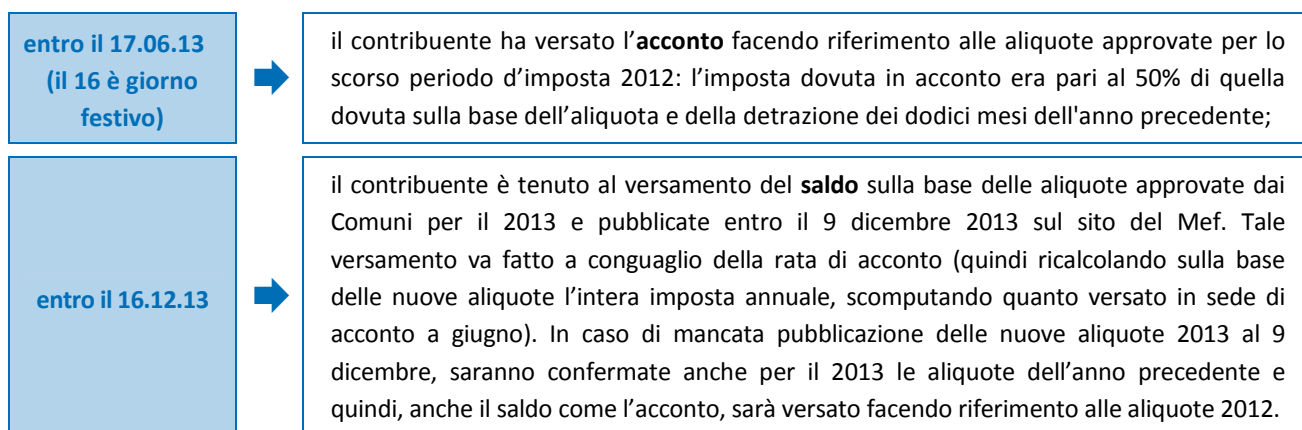 entro il 17.06.13
(il 16 è giorno
festivo)
il contribuente ha versato l’acconto facendo riferimento alle aliquote approvate per lo
scorso periodo d’imposta 2012: l’imposta dovuta in acconto era pari al 50% di quella
dovuta sulla base dell’aliquota e della detrazione dei dodici mesi dell'anno precedente;
entro il 16.12.13
il contribuente è tenuto al versamento del saldo sulla base delle aliquote approvate dai
Comuni per il 2013 e pubblicate entro il 9 dicembre 2013 sul sito del Mef. Tale
versamento va fatto a conguaglio della rata di acconto (quindi ricalcolando sulla base
delle nuove aliquote l’intera imposta annuale, scomputando quanto versato in sede di
acconto a giugno). In caso di mancata pubblicazione delle nuove aliquote 2013 al 9
dicembre, saranno confermate anche per il 2013 le aliquote dell’anno precedente e
quindi, anche il saldo come l’acconto, sarà versato facendo riferimento alle aliquote 2012.